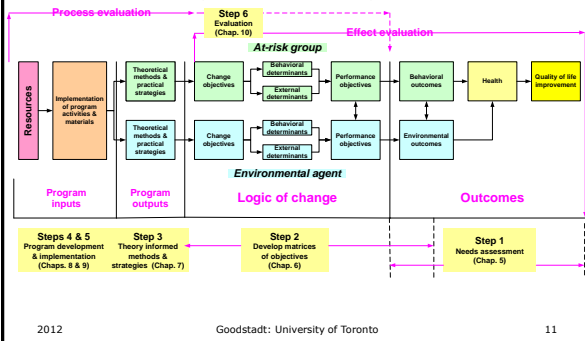 Process evaluation
Step 6
Evaluation
(Chap. 10)
Effect evaluation
At-risk group
Resources
Implementation
of program
activities &
materials
Theoretical
methods &
practical
strategies
Change
objectives
Behavioral
determinants
External
determinants
Performance
objectives
Behavioral
outcomes
Health
Quality of life
improvement
Theoretical
methods &
practical
strategies
Change
objectives
Behavioral
determinants
External
determinants
Performance
objectives
Environmental
outcomes
Environmental agent
Program
inputs
Program
outputs
Logic of change
Outcomes
Steps 4 & 5
Program development
& implementation
(Chaps. 8 & 9)
Step 3
Theory informed
methods &
strategies (Chap. 7)
Step 2
Develop matrices
of objectives
(Chap. 6)
Step 1
Needs assessment
(Chap. 5)
2012
Goodstadt: University of Toronto
11